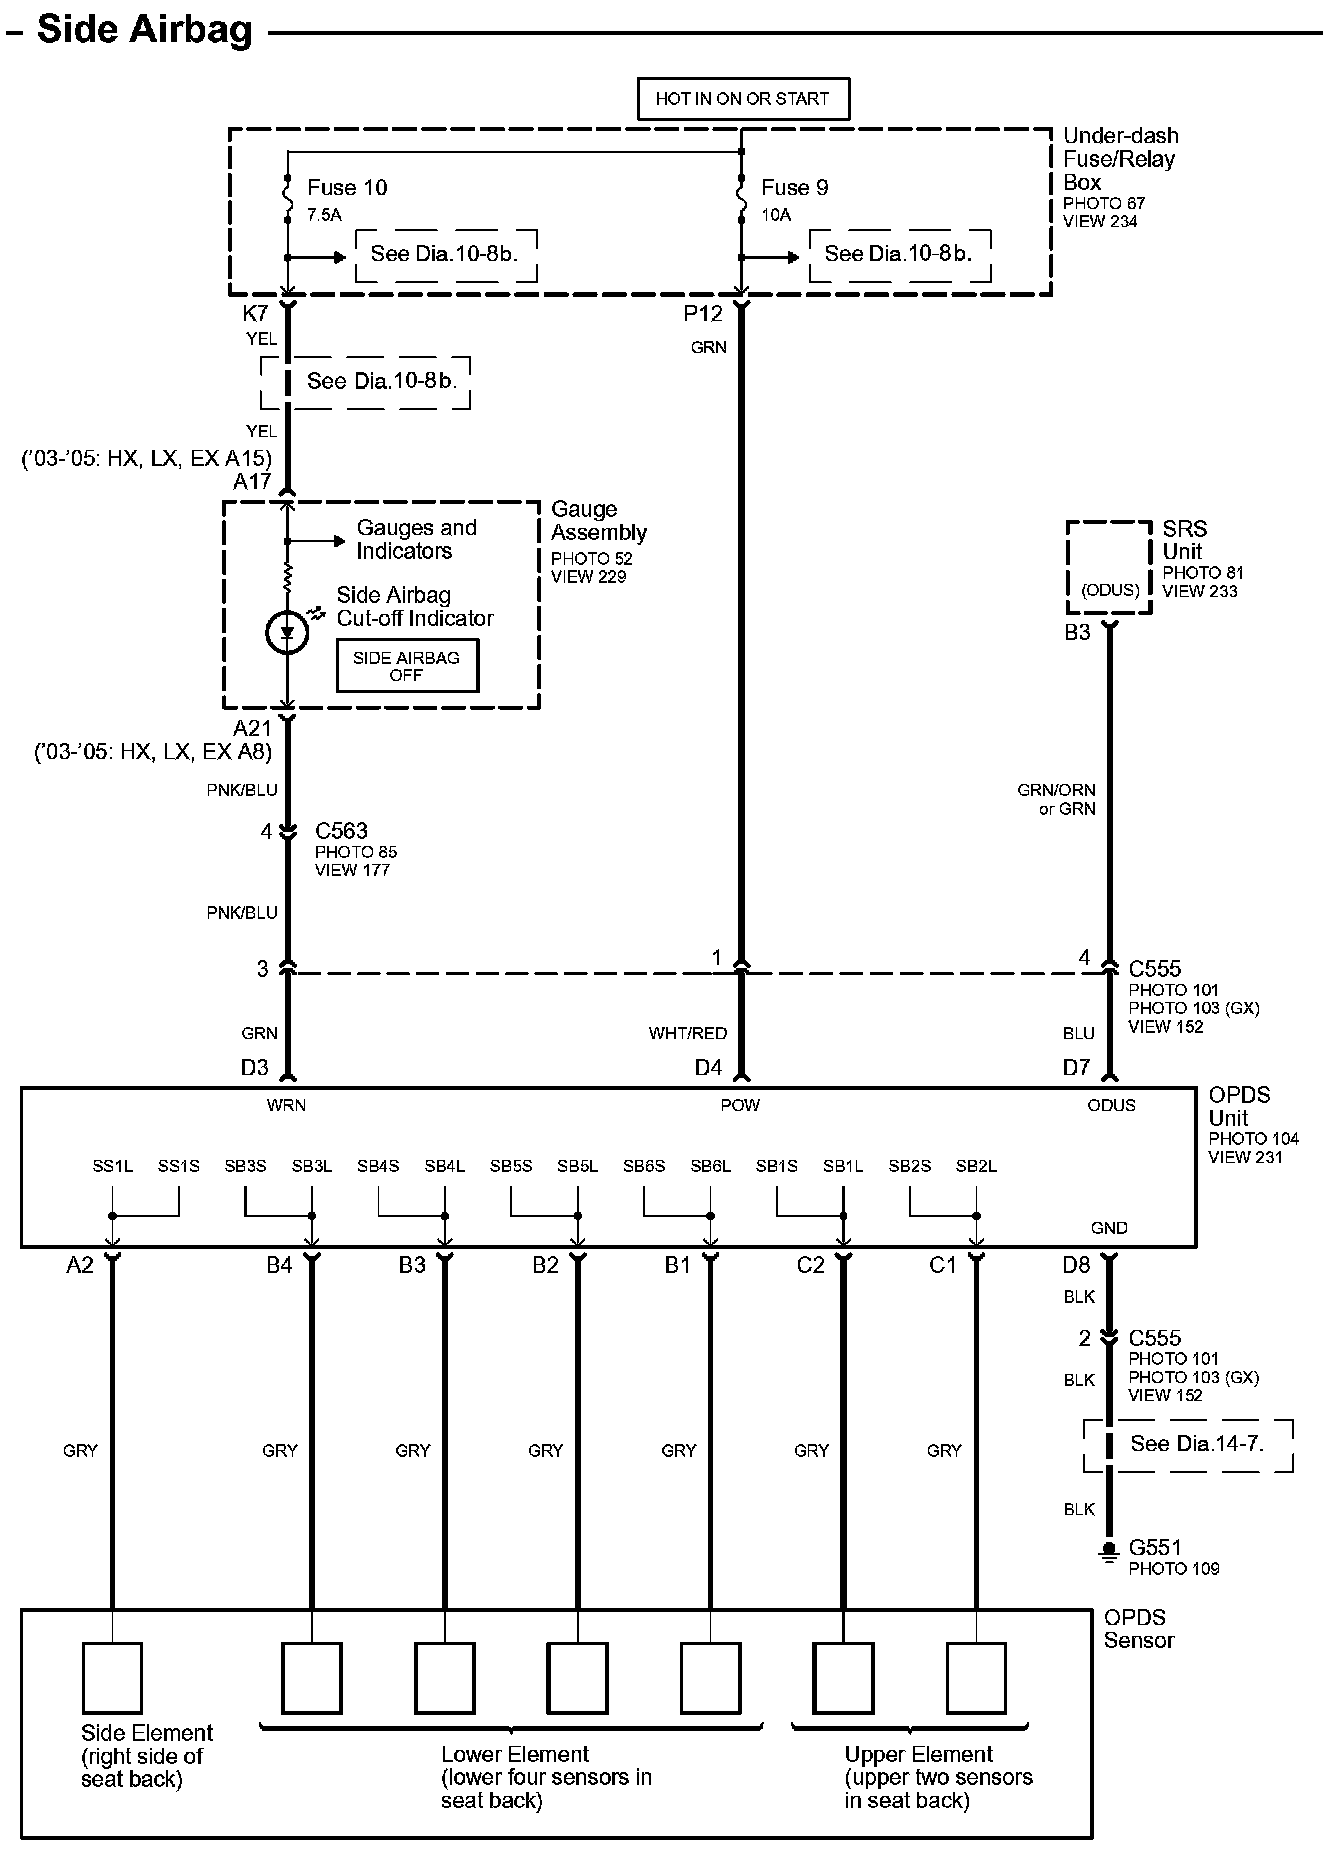 Side Airbag
HOT IN ON OR START
Under-dash
Fuse/Relay
Box
PHOTO 67
VIEW 234
Fuse 10
7.5A
Fuse 9
10A
See Dia.10-8b.
See Dia.10-8b.
K7
P12
YEL
GRN
See Dia.10-8b.
YEL
('03-'05: HX, LX, EX A15)
A17
Gauge
Assembly
PHOTO 52
VIEW 229
Gauges and
Indicators
Side Airbag
Cut-off Indicator
SIDE AIRBAG
OFF
SRS
Unit
PHOTO 81
VIEW 233
(ODUS)
B3
A21
('03-'05: HX, LX, EX A8)
PNK/BLU
GRN/ORN
or GRN
4
C563
PHOTO 85
VIEW 177
PNK/BLU
3
1
4
C555
PHOTO 101
PHOTO 103 (GX)
VIEW 152
GRN
WHT/RED
BLU
D3
D4
D7
WRN
POW
ODUS
OPDS
Unit
PHOTO 104
VIEW 231
SS1L SS1S SB3S SB3L SB4S SB4L SB5S SB5L SB6S SB6L SB1S SB1L SB2S SB2L
GND
A2 B4 B3 B2 B1 C2 C1 D8
BLK
2
C555
PHOTO 101
PHOTO 103 (GX)
VIEW 152
BLK
GRY GRY GRY GRY GRY GRY GRY
See Dia.14-7.
BLK
G551
PHOTO 109
OPDS
Sensor
Side Element
(right side of
seat back)
Lower Element
(lower four sensors in
seat back)
Upper Element
(upper two sensors
in seat back)